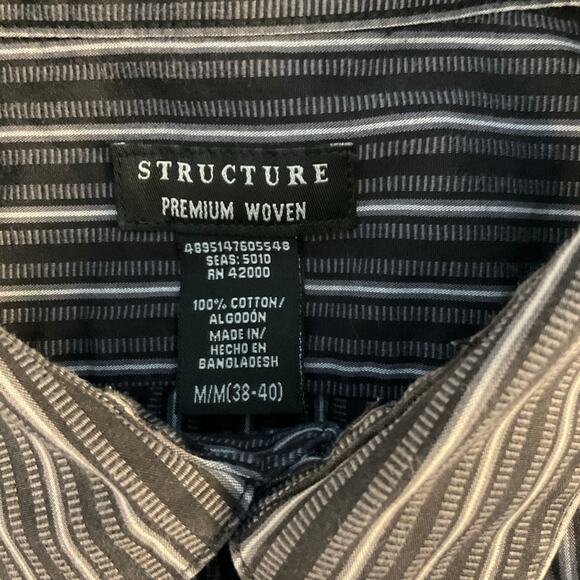 STRUCTURE
PREMIUM WOVEN
4895147605548
SEAS: 5010
RN 42000
100% COTTON/
ALGODÓN
MADE IN/
HECHO EN
BANGLADESH
M/M(38-40)